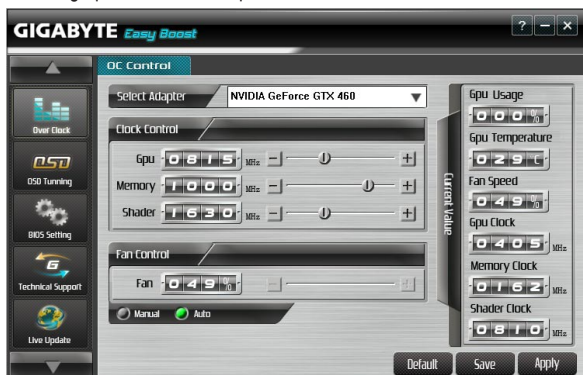 GIGABYTE Easy Boost
? – ×
OC Control
Over Clock
OSD Tunning
BIOS Setting
Technical Support
Live Update
Select Adapter NVIDIA GeForce GTX 460
Clock Control
Gpu 0815 MHz
Memory 1000 MHz
Shader 1630 MHz
Fan Control
Fan 049%
Manual Auto
Current Value
Gpu Usage
000%
Gpu Temperature
029C
Fan Speed
049%
Gpu Clock
0405 MHz
Memory Clock
0162 MHz
Shader Clock
0810 MHz
Default Save Apply